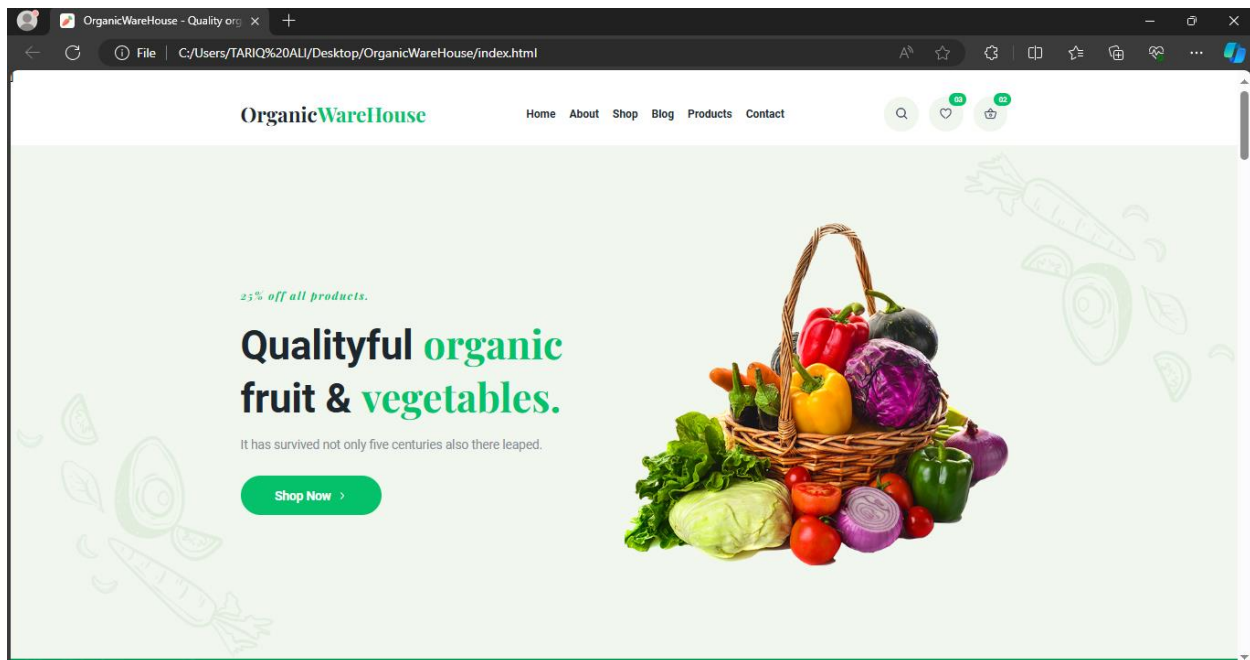 OrganicWareHouse - Quality org
File C:/Users/TARIQ%20ALI/Desktop/OrganicWareHouse/index.html
OrganicWareHouse Home About Shop Blog Products Contact 03 02
25% off all products.
Qualityful organic
fruit & vegetables.
It has survived not only five centuries also there leaped.
Shop Now